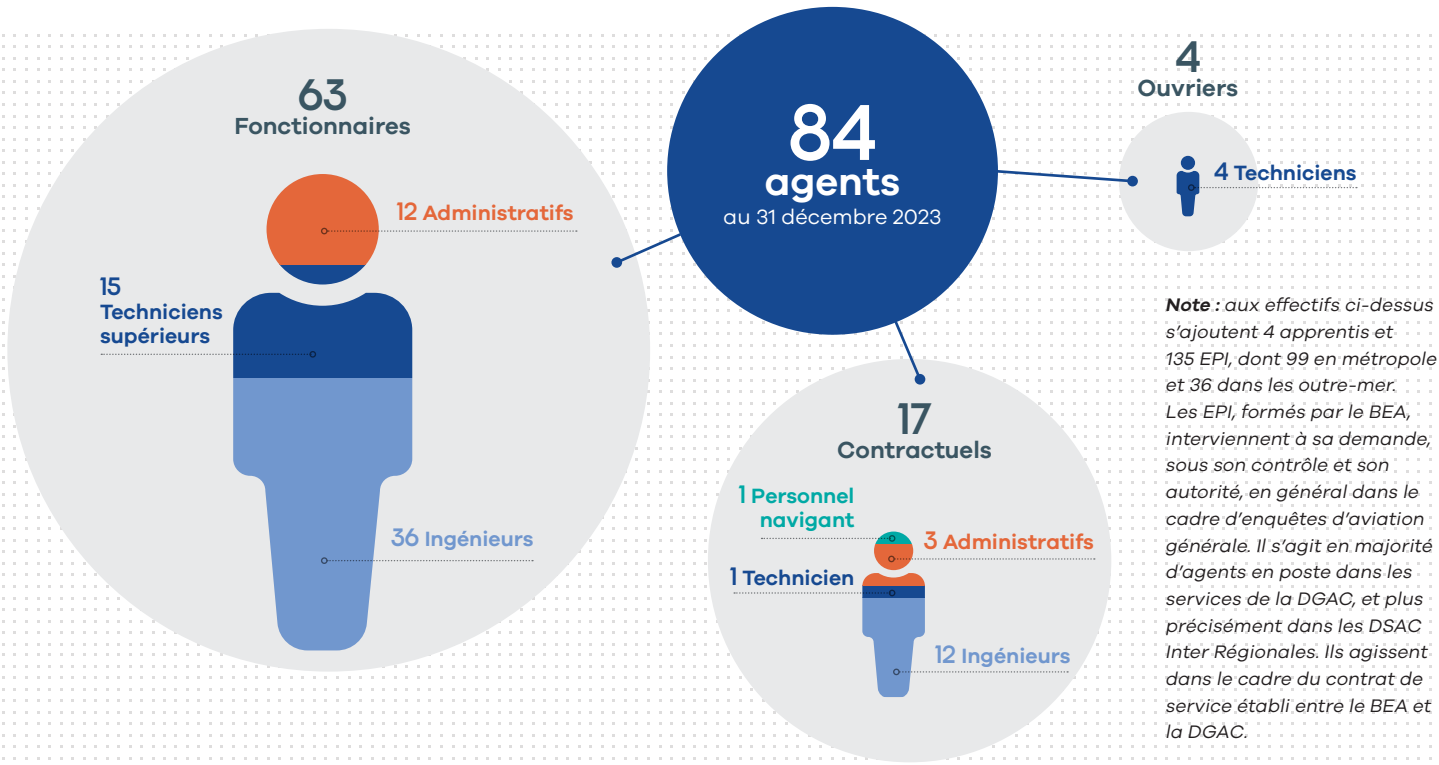 63
Fonctionnaires
12 Administratifs
15
Techniciens
supérieurs
36 Ingénieurs
84
agents
au 31 décembre 2023
4
Ouvriers
4 Techniciens
17
Contractuels
1 Personnel
navigant
3 Administratifs
1 Technicien
12 Ingénieurs
Note : aux effectifs ci-dessus
s’ajoutent 4 apprentis et
135 EPI, dont 99 en métropole
et 36 dans les outre-mer.
Les EPI, formés par le BEA,
interviennent à sa demande,
sous son contrôle et son
autorité, en général dans le
cadre d’enquêtes d’aviation
générale. Il s’agit en majorité
d’agents en poste dans les
services de la DGAC, et plus
précisément dans les DSAC
Inter Régionales. Ils agissent
dans le cadre du contrat de
service établi entre le BEA et
la DGAC.